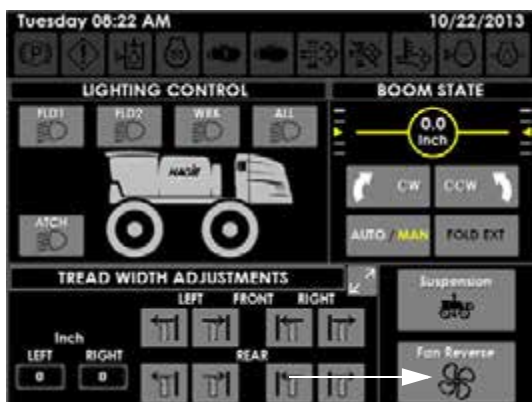 Tuesday 08:22 AM 10/22/2013
(P)
LIGHTING CONTROL
FLD1 FLD2 WRK ALL
HAGIE
ATCH
BOOM STATE
0.0
Inch
CW CCW
AUTO / MAN FOLD EXT
TREAD WIDTH ADJUSTMENTS
LEFT FRONT RIGHT
Inch
LEFT RIGHT
0 0
REAR
Suspension
Fan Reverse